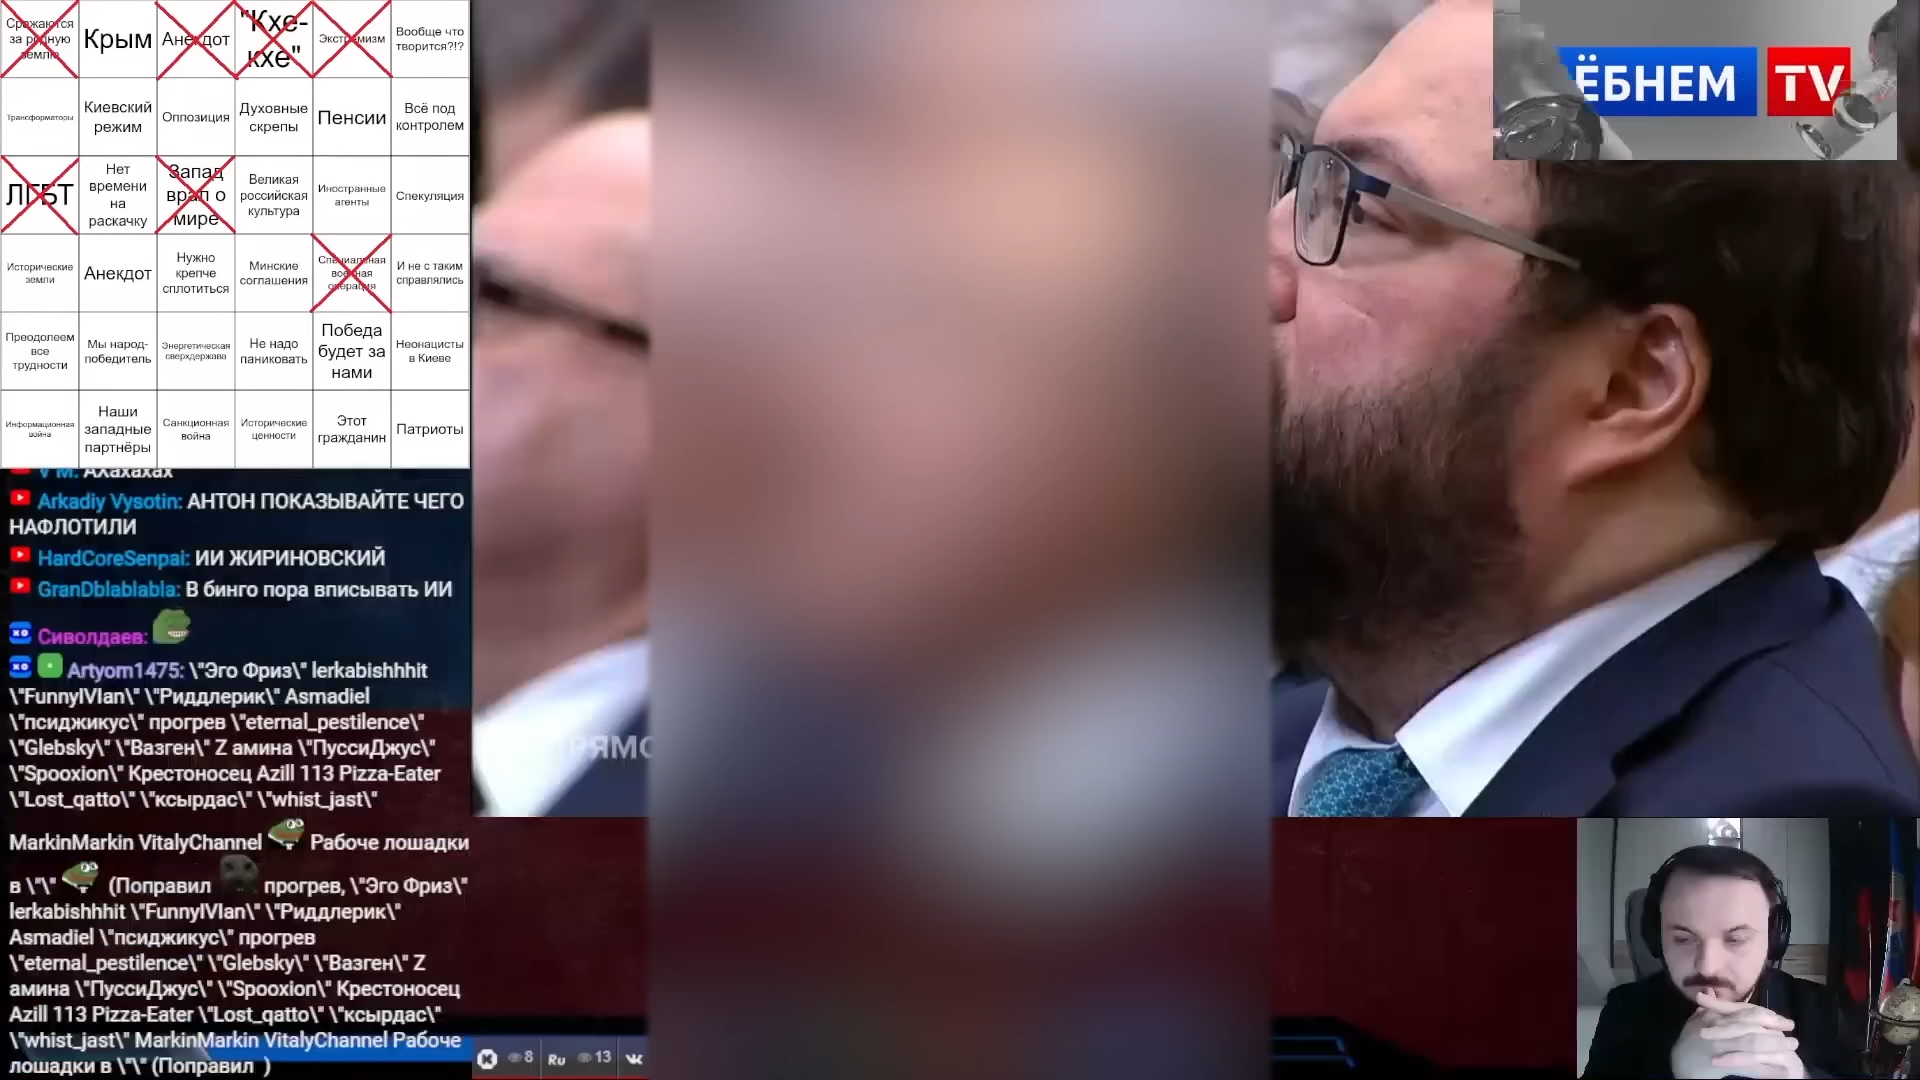 Сражаются
за родную
землю
Крым
Анекдот
"Кхе-
кхе"
Экстремизм
Вообще что
творится?!?
Трансформаторы
Киевский
режим
Оппозиция
Духовные
скрепы
Пенсии
Всё под
контролем
ЛГБТ
Нет
времени
на
раскачку
Запад
врал о
мире
Великая
российская
культура
Иностранные
агенты
Спекуляция
Исторические
земли
Анекдот
Нужно
крепче
сплотиться
Минские
соглашения
Специальная
военная
операция
И не с таким
справлялись
Преодолеем
все
трудности
Мы народ-
победитель
Энергетическая
сверхдержава
Не надо
паниковать
Победа
будет за
нами
Неонацисты
в Киеве
Информационная
война
Наши
западные
партнёры
Санкционная
война
Исторические
ценности
Этот
гражданин
Патриоты
V M: АХахахах
Arkadiy Vysotin: АНТОН ПОКАЗЫВАЙТЕ ЧЕГО
НАФЛОТИЛИ
HardCoreSenpai: ИИ ЖИРИНОВСКИЙ
GranDblablabla: В бинго пора вписывать ИИ
Сиволдаев:
Artyom1475: \"Эго Фриз\" lerkabishhhit
\"FunnyIVIan\" \"Риддлерик\" Asmadiel
\"псиджикус\" прогрев \"eternal_pestilence\"
\"Glebsky\" \"Вазген\" Z амина \"ПуссиДжус\"
\"Spooxion\" Крестоносец Azill 113 Pizza-Eater
\"Lost_qatto\" \"ксырдас\" \"whist_jast\"
MarkinMarkin VitalyChannel Рабоче лошадки
в \"\" (Поправил прогрев, \"Эго Фриз\"
lerkabishhhit \"FunnyIVIan\" \"Риддлерик\"
Asmadiel \"псиджикус\" прогрев
\"eternal_pestilence\" \"Glebsky\" \"Вазген\" Z
амина \"ПуссиДжус\" \"Spooxion\" Крестоносец
Azill 113 Pizza-Eater \"Lost_qatto\" \"ксырдас\"
\"whist_jast\" MarkinMarkin VitalyChannel Рабоче
лошадки в \"\" (Поправил )
ЁБНЕМ TV
8 Ru 13